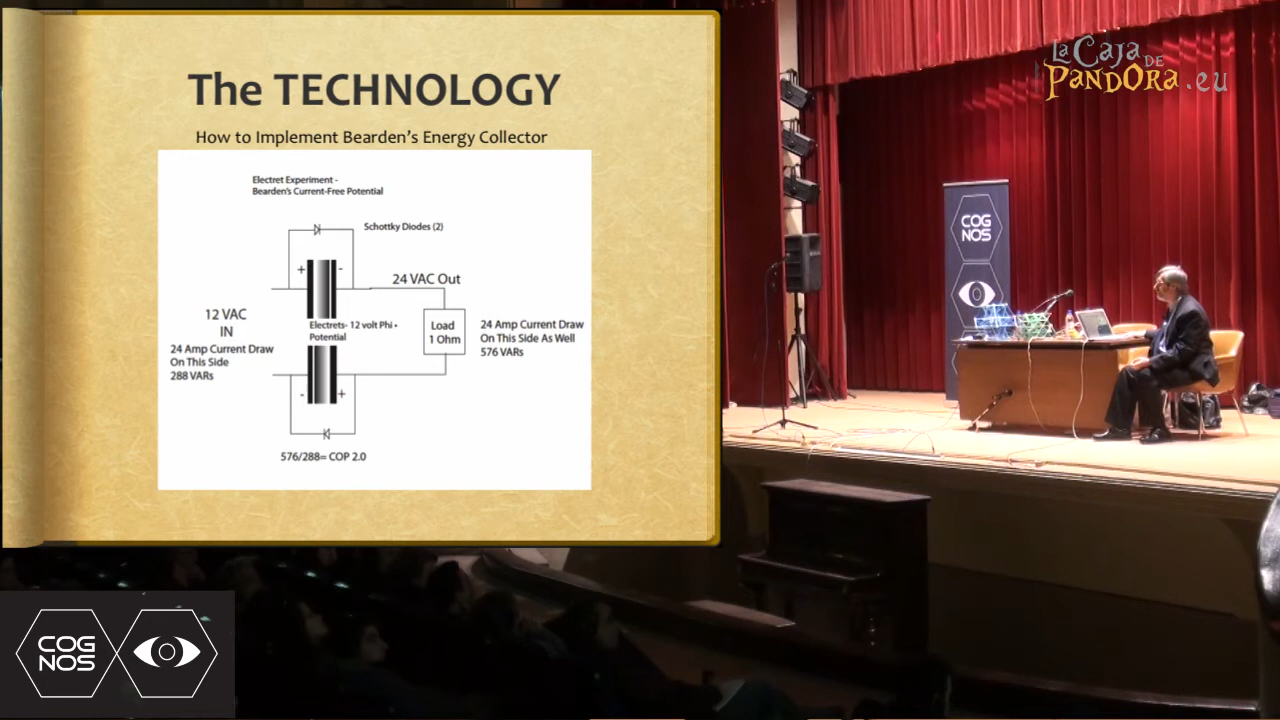 The TECHNOLOGY
How to Implement Bearden's Energy Collector
Electret Experiment -
Bearden's Current-Free Potential
Schottky Diodes (2)
+
-
24 VAC Out
12 VAC
IN
24 Amp Current Draw
On This Side
288 VARs
Electrets- 12 volt Phi •
Potential
Load
1 Ohm
24 Amp Current Draw
On This Side As Well
576 VARs
-
+
576/288= COP 2.0
La Caja
DE
PANDORA.eu
COG
NOS
COG
NOS